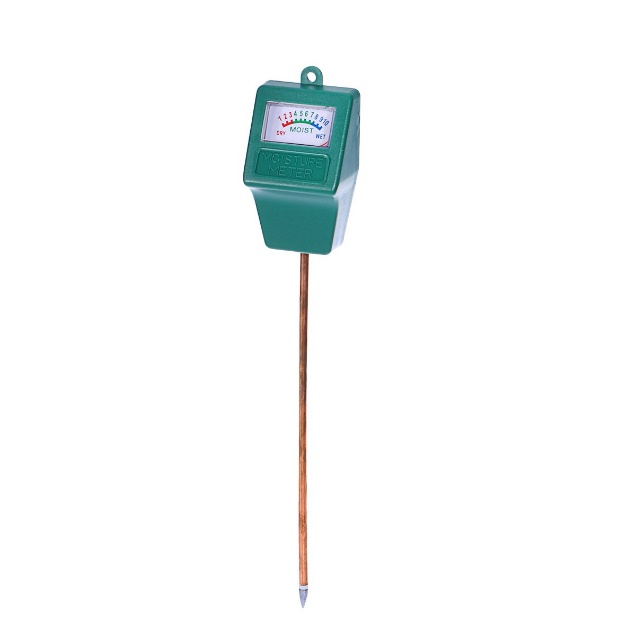 1 2 3 4 5 6 7 8 9 10
DRY MOIST WET
MOISTURE
METER